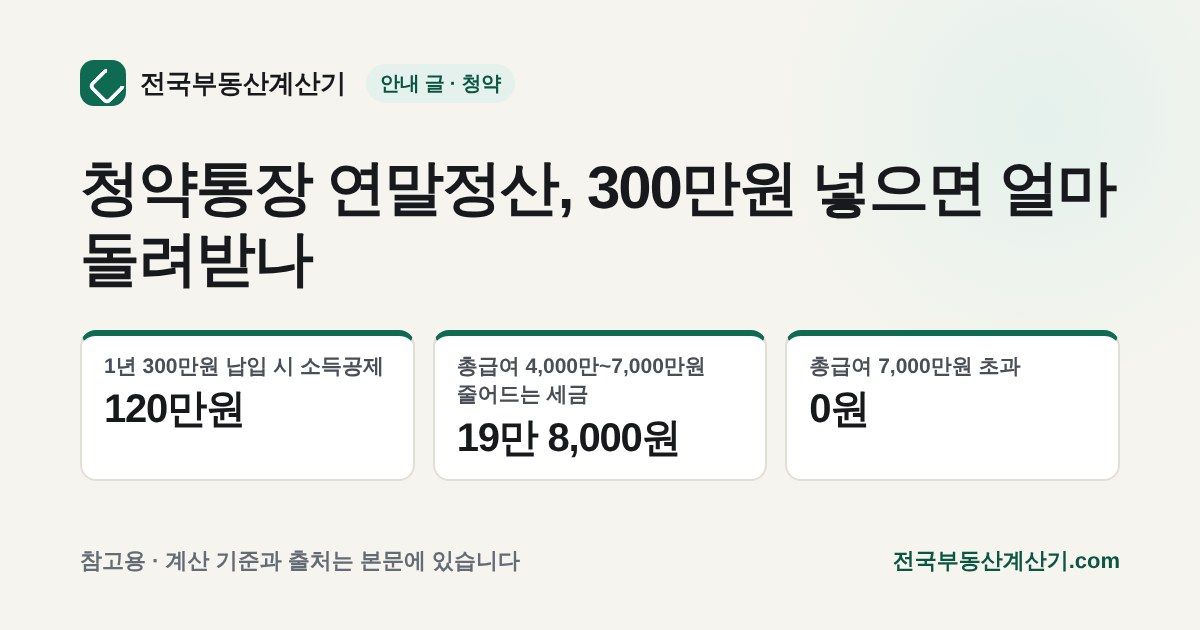 전국부동산계산기
안내 글 · 청약
청약통장 연말정산, 300만원 넣으면 얼마
돌려받나
1년 300만원 납입 시 소득공제
120만원
총급여 4,000만~7,000만원
줄어드는 세금
19만 8,000원
총급여 7,000만원 초과
0원
참고용 · 계산 기준과 출처는 본문에 있습니다
전국부동산계산기.com